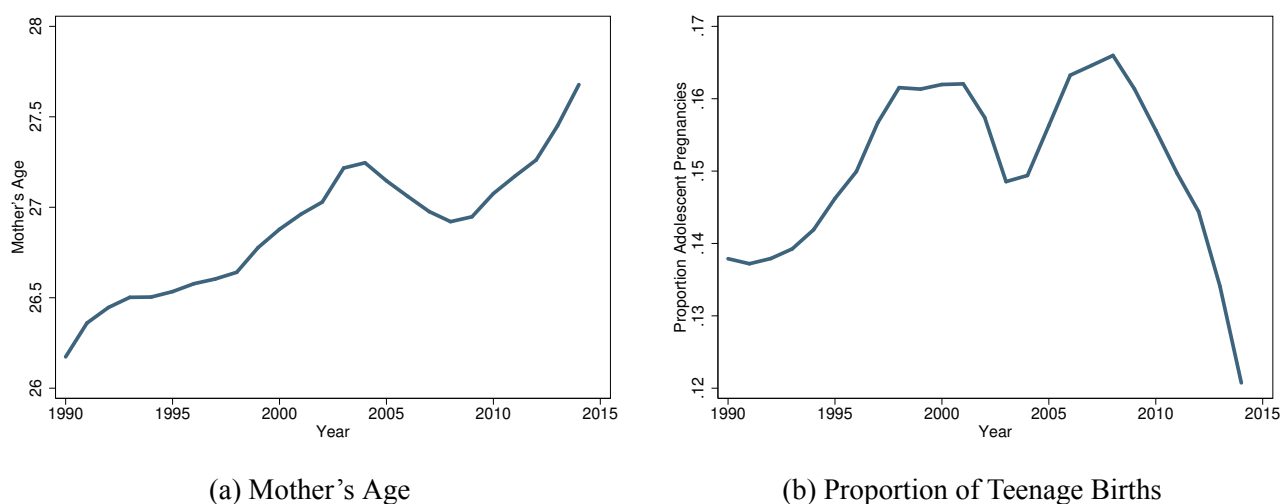 Mother's Age
28
27.5
27
26.5
26
1990 1995 2000 2005 2010 2015
Year
(a) Mother’s Age
Proportion Adolescent Pregnancies
.17
.16
.15
.14
.13
.12
1990 1995 2000 2005 2010 2015
Year
(b) Proportion of Teenage Births